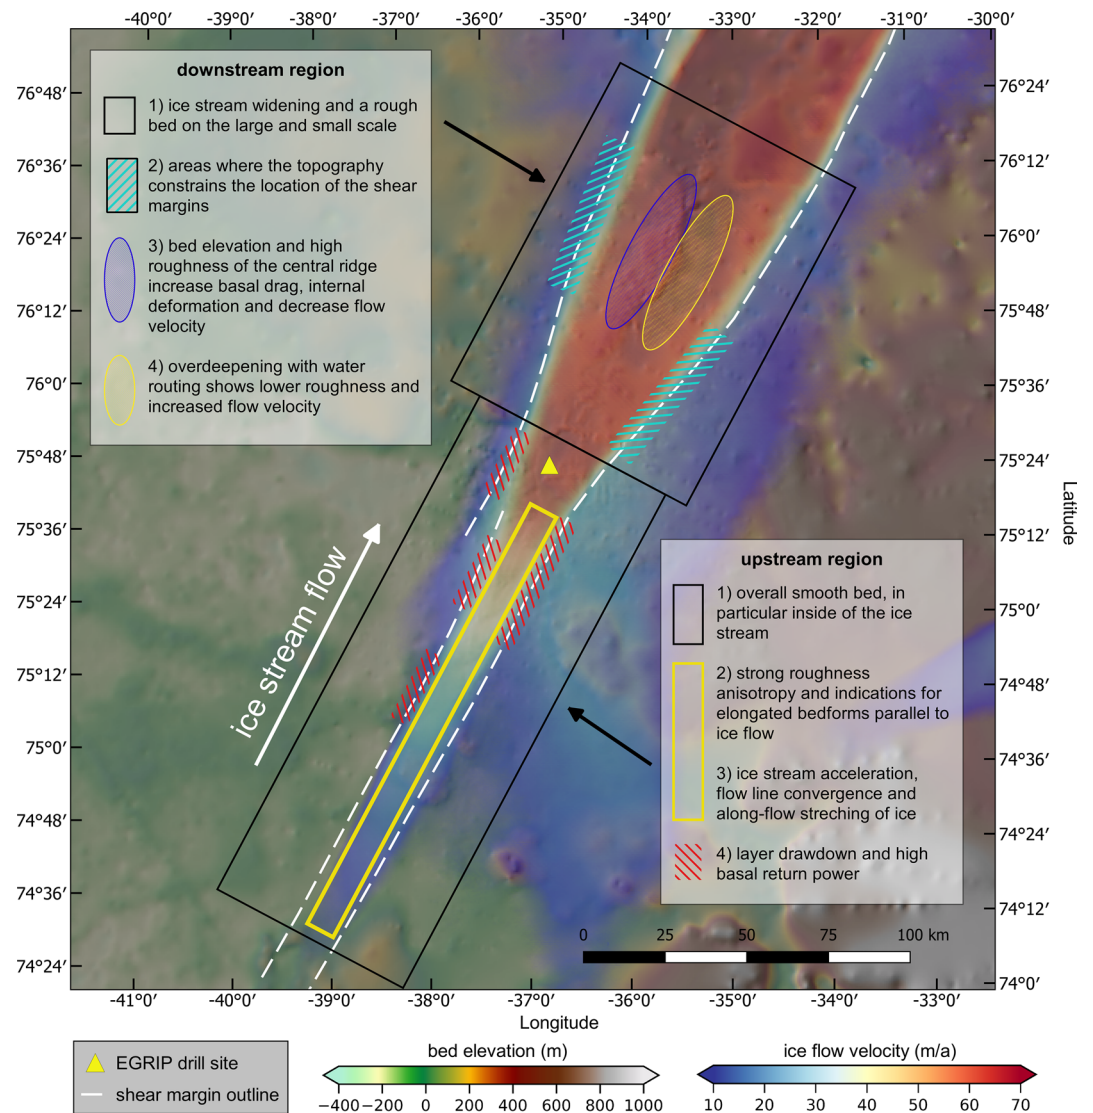 -40°0′ -39°0′ -38°0′ -37°0′ -36°0′ -35°0′ -34°0′ -33°0′ -32°0′ -31°0′ -30°0′
76°48′
76°36′
76°24′
76°12′
76°0′
75°48′
75°36′
75°24′
75°12′
75°0′
74°48′
74°36′
74°24′
downstream region
1) ice stream widening and a rough
bed on the large and small scale
2) areas where the topography
constrains the location of the shear
margins
3) bed elevation and high
roughness of the central ridge
increase basal drag, internal
deformation and decrease flow
velocity
4) overdeepening with water
routing shows lower roughness and
increased flow velocity
ice stream flow
upstream region
1) overall smooth bed, in
particular inside of the ice
stream
2) strong roughness
anisotropy and indications for
elongated bedforms parallel to
ice flow
3) ice stream acceleration,
flow line convergence and
along-flow streching of ice
4) layer drawdown and high
basal return power
0 25 50 75 100 km
76°24′
76°12′
76°0′
75°48′
75°36′
75°24′
75°12′
75°0′
74°48′
74°36′
74°24′
74°12′
74°0′
Latitude
-41°0′ -40°0′ -39°0′ -38°0′ -37°0′ -36°0′ -35°0′ -34°0′ -33°0′
Longitude
EGRIP drill site
shear margin outline
bed elevation (m)
−400 −200 0 200 400 600 800 1000
ice flow velocity (m/a)
10 20 30 40 50 60 70